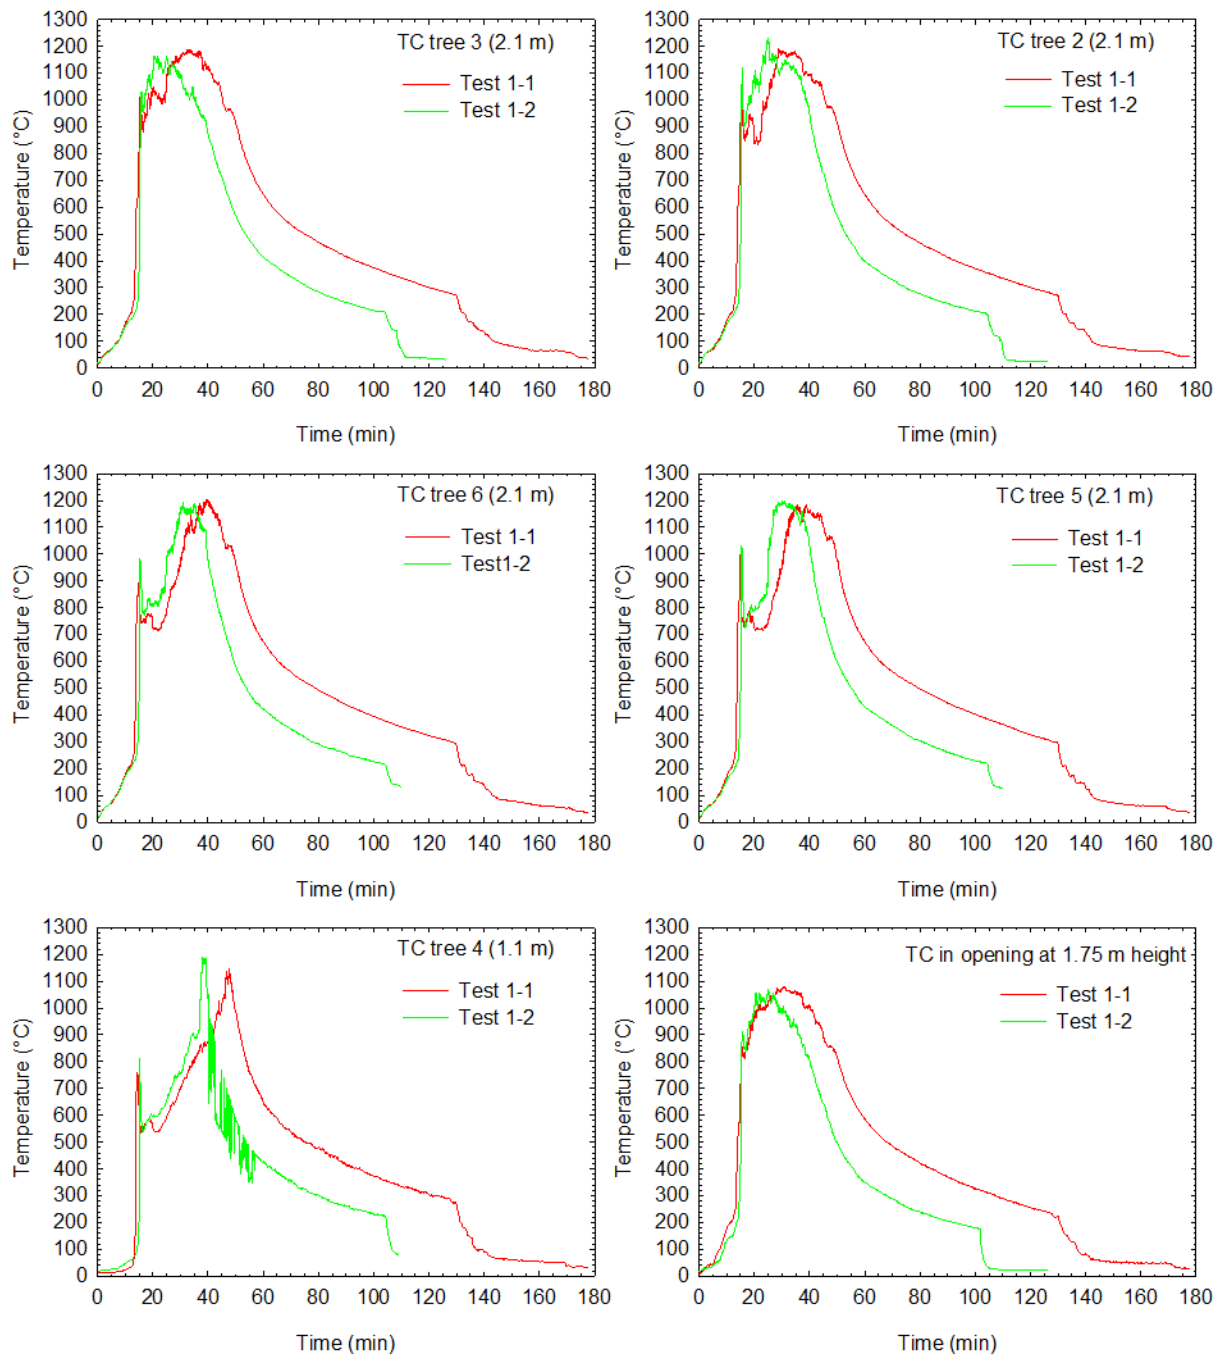 TC tree 3 (2.1 m)
Test 1-1
Test 1-2
Temperature (°C)
1300
1200
1100
1000
900
800
700
600
500
400
300
200
100
0
0 20 40 60 80 100 120 140 160 180
Time (min)
TC tree 2 (2.1 m)
Test 1-1
Test 1-2
Temperature (°C)
1300
1200
1100
1000
900
800
700
600
500
400
300
200
100
0
0 20 40 60 80 100 120 140 160 180
Time (min)
TC tree 6 (2.1 m)
Test 1-1
Test1-2
Temperature (°C)
1300
1200
1100
1000
900
800
700
600
500
400
300
200
100
0
0 20 40 60 80 100 120 140 160 180
Time (min)
TC tree 5 (2.1 m)
Test 1-1
Test 1-2
Temperature (°C)
1300
1200
1100
1000
900
800
700
600
500
400
300
200
100
0
0 20 40 60 80 100 120 140 160 180
Time (min)
TC tree 4 (1.1 m)
Test 1-1
Test 1-2
Temperature (°C)
1300
1200
1100
1000
900
800
700
600
500
400
300
200
100
0
0 20 40 60 80 100 120 140 160 180
Time (min)
TC in opening at 1.75 m height
Test 1-1
Test 1-2
Temperature (°C)
1300
1200
1100
1000
900
800
700
600
500
400
300
200
100
0
0 20 40 60 80 100 120 140 160 180
Time (min)